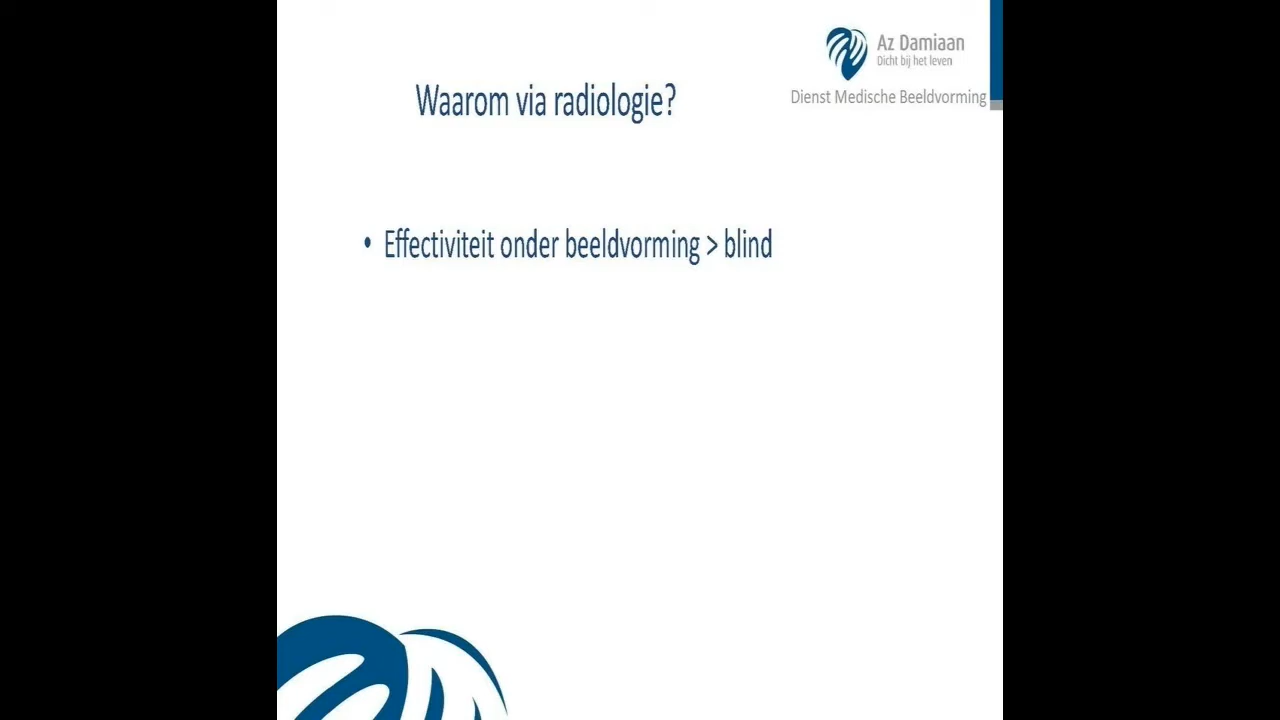 Az Damiaan
Dicht bij het leven
Dienst Medische Beeldvorming
Waarom via radiologie?
• Effectiviteit onder beeldvorming > blind